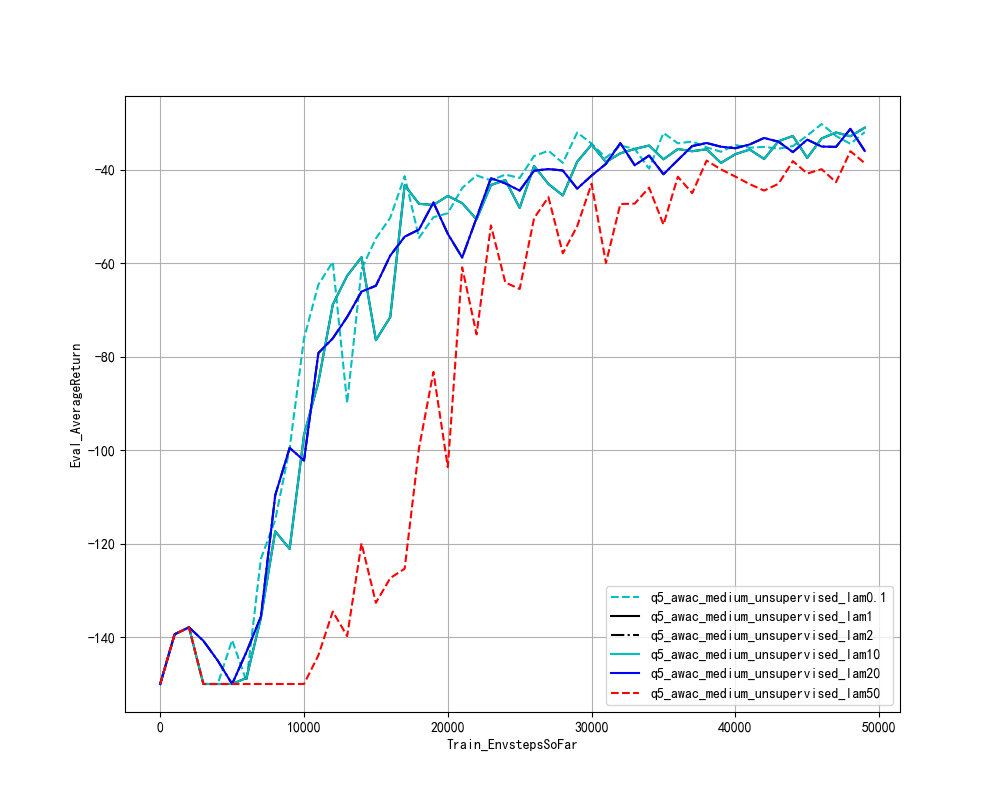 −40
−60
−80
−100
−120
−140
Eval_AverageReturn
q5_awac_medium_unsupervised_lam0.1
q5_awac_medium_unsupervised_lam1
q5_awac_medium_unsupervised_lam2
q5_awac_medium_unsupervised_lam10
q5_awac_medium_unsupervised_lam20
q5_awac_medium_unsupervised_lam50
0 10000 20000 30000 40000 50000
Train_EnvstepsSoFar